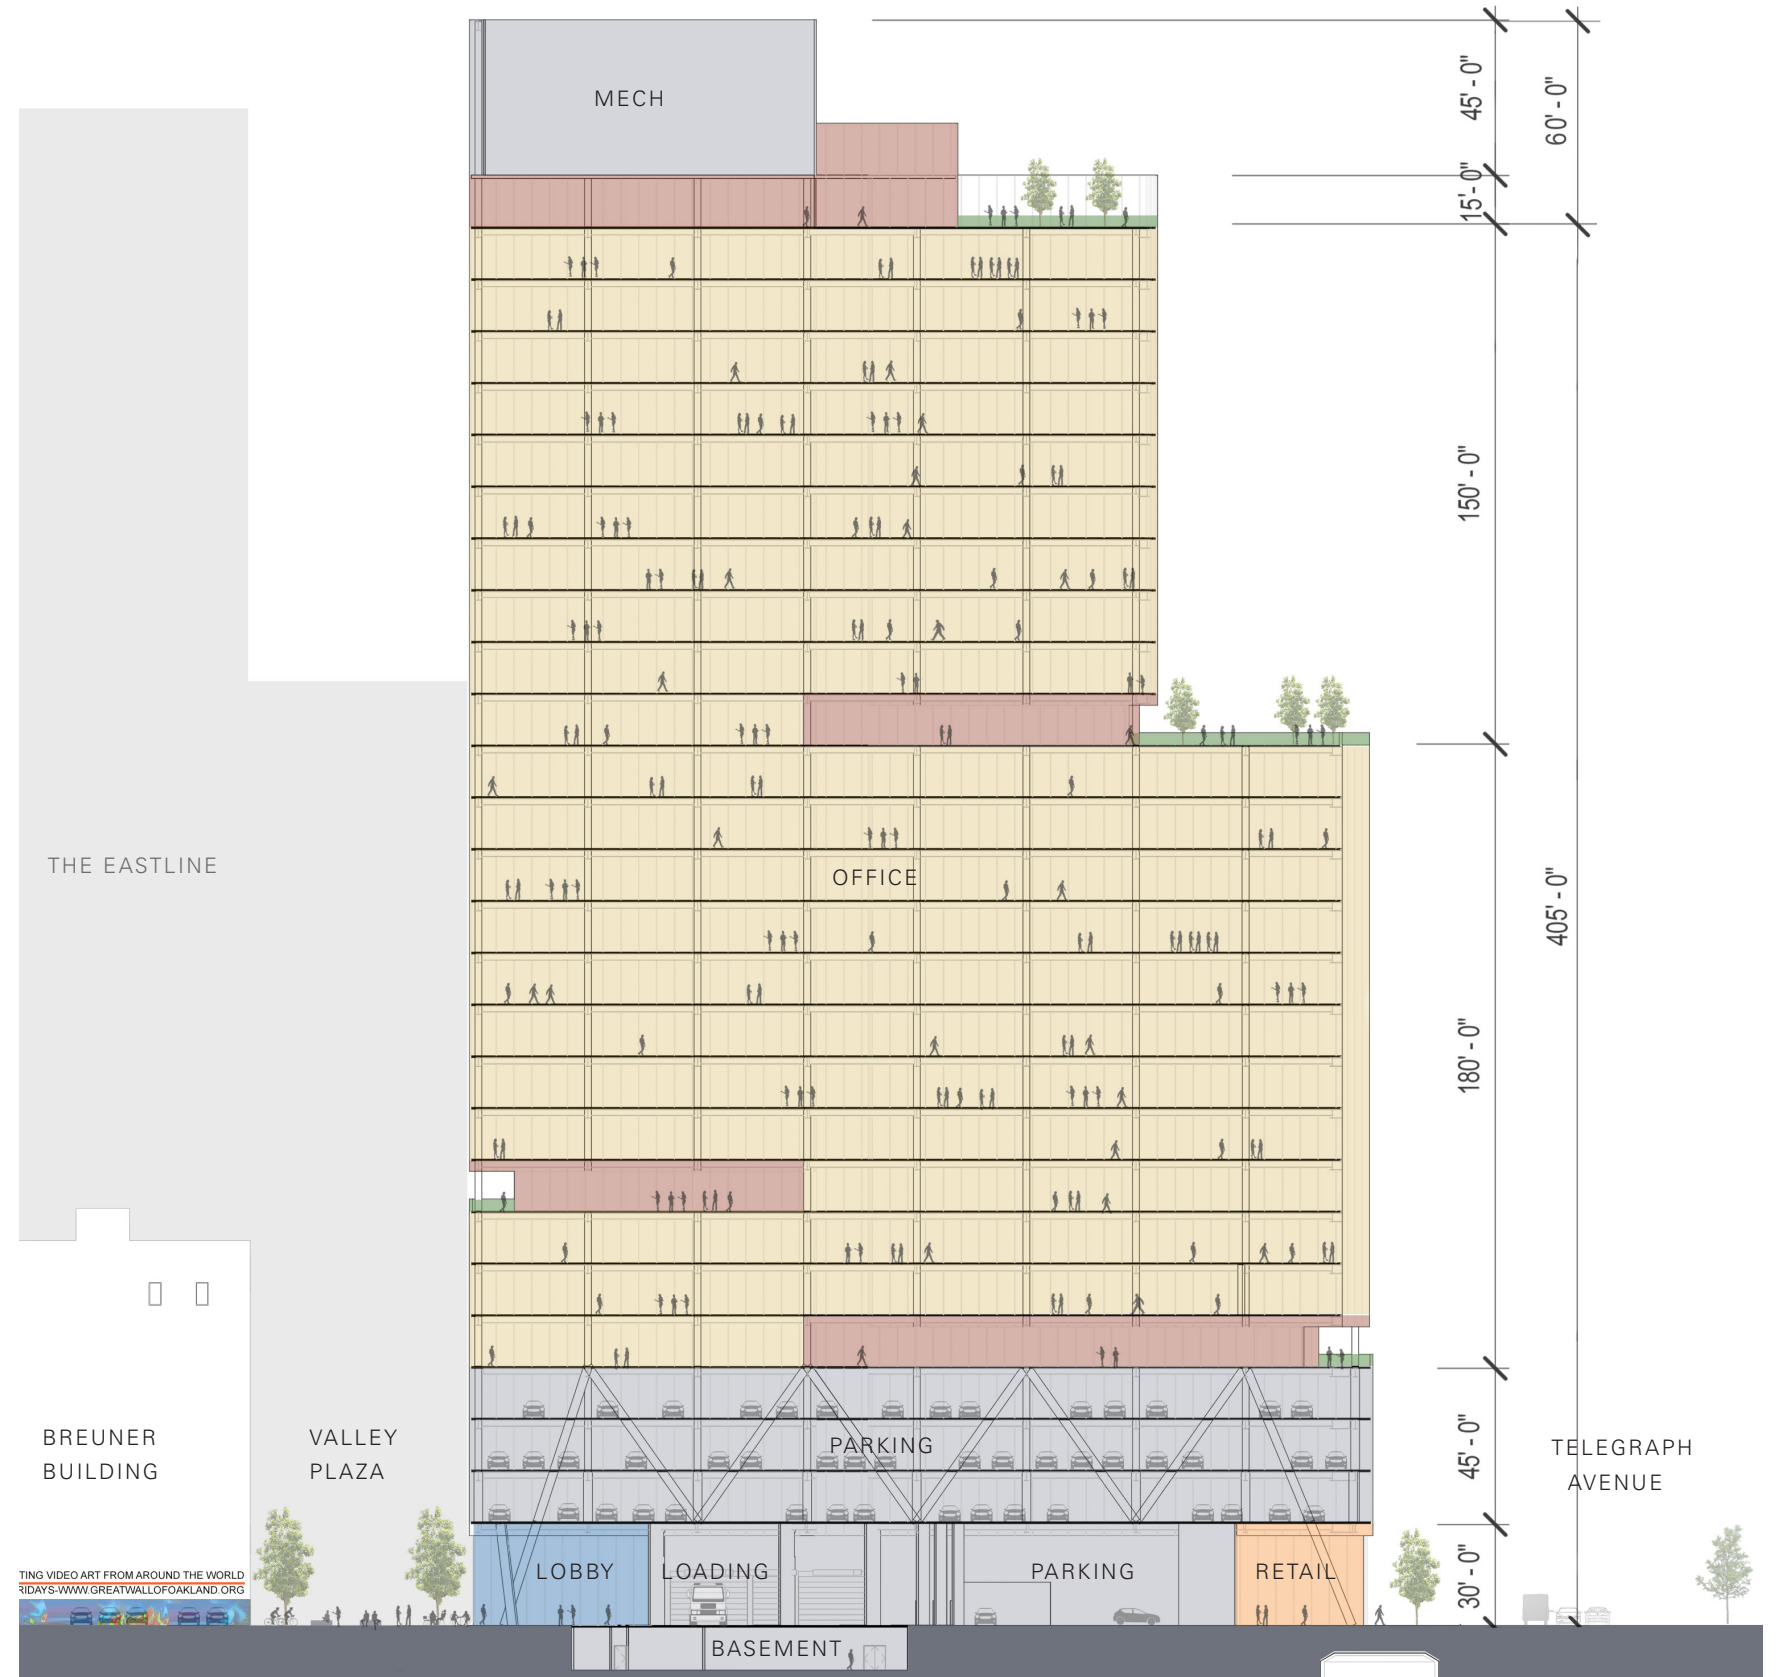 MECH
45' - 0"
60' - 0"
15'- 0"
150' - 0"
THE EASTLINE
OFFICE
405' - 0"
180' - 0"
BREUNER
BUILDING
VALLEY
PLAZA
PARKING
45' - 0"
TELEGRAPH
AVENUE
TING VIDEO ART FROM AROUND THE WORLD
RIDAYS-WWW.GREATWALLOFOAKLAND.ORG
LOBBY
LOADING
PARKING
RETAIL
30' - 0"
BASEMENT